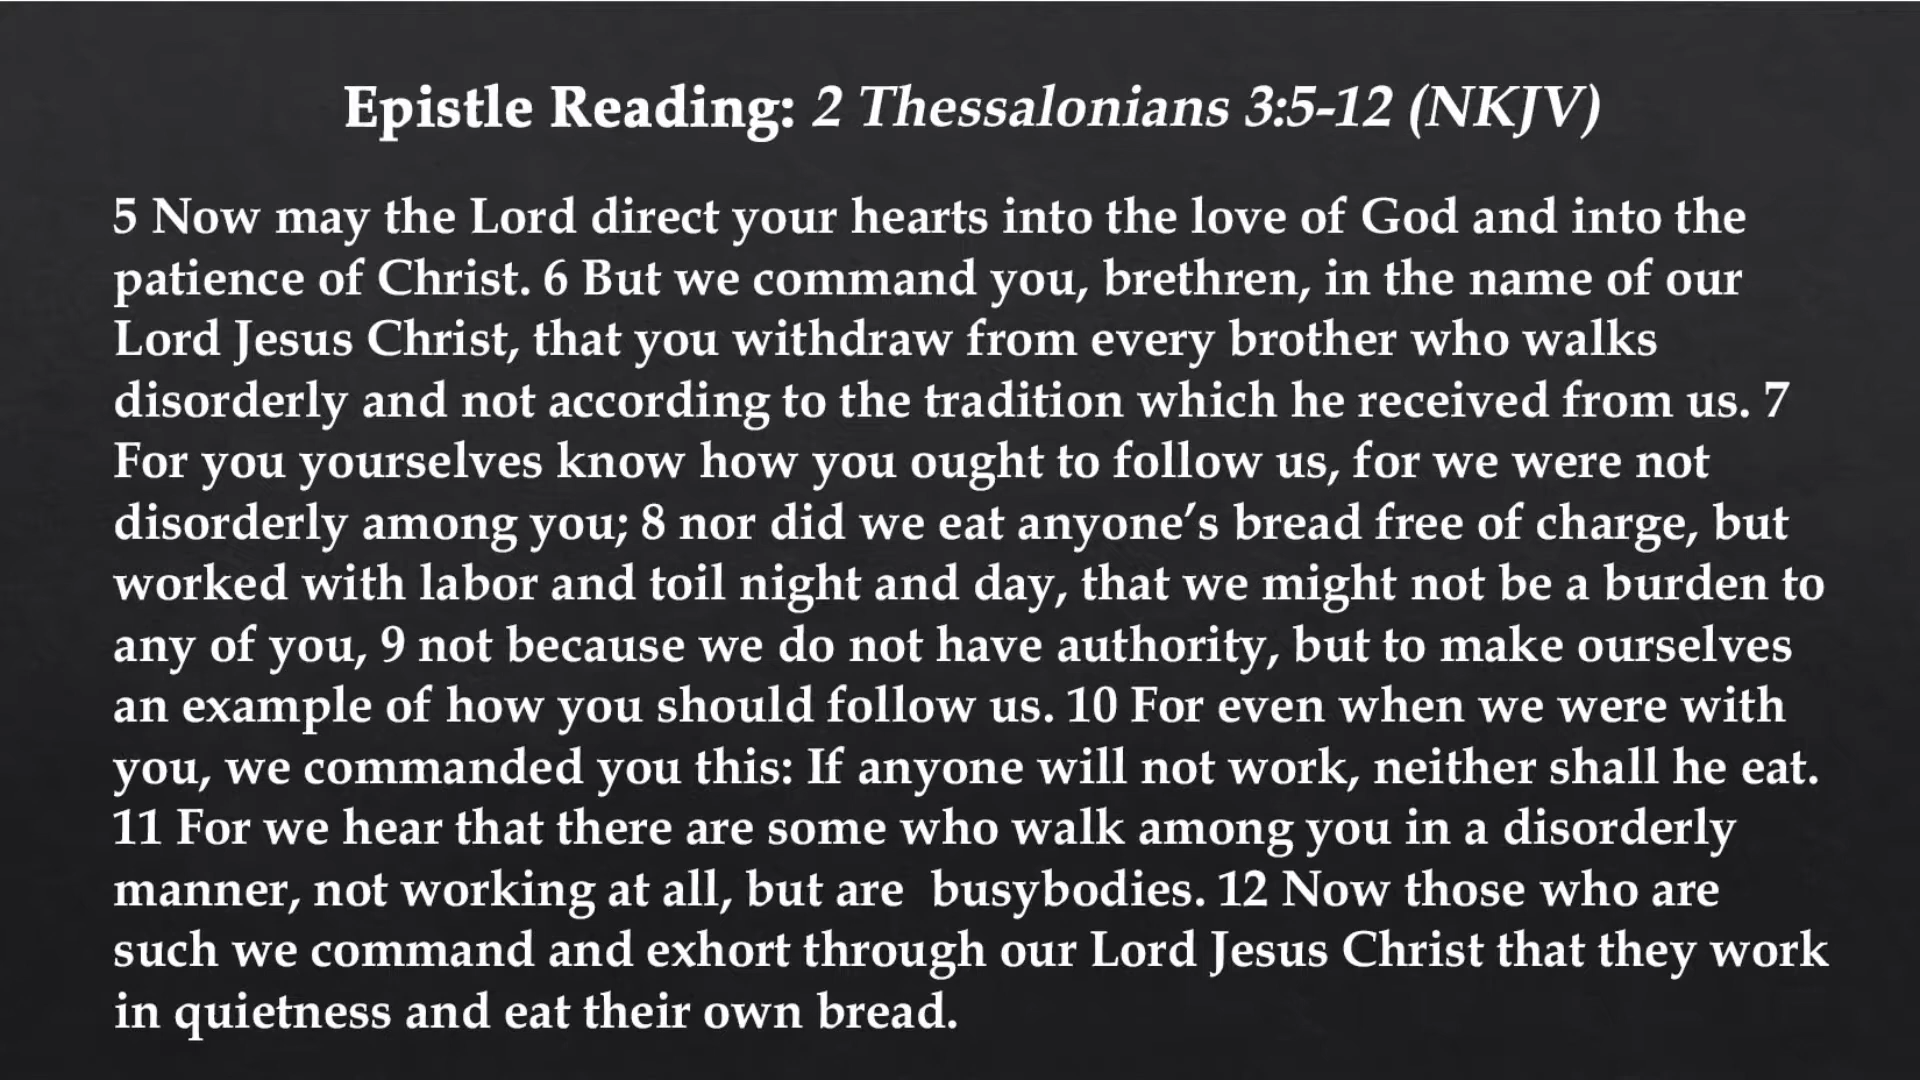 Epistle Reading: 2 Thessalonians 3:5-12 (NKJV)
5 Now may the Lord direct your hearts into the love of God and into the
patience of Christ. 6 But we command you, brethren, in the name of our
Lord Jesus Christ, that you withdraw from every brother who walks
disorderly and not according to the tradition which he received from us. 7
For you yourselves know how you ought to follow us, for we were not
disorderly among you; 8 nor did we eat anyone’s bread free of charge, but
worked with labor and toil night and day, that we might not be a burden to
any of you, 9 not because we do not have authority, but to make ourselves
an example of how you should follow us. 10 For even when we were with
you, we commanded you this: If anyone will not work, neither shall he eat.
11 For we hear that there are some who walk among you in a disorderly
manner, not working at all, but are  busybodies. 12 Now those who are
such we command and exhort through our Lord Jesus Christ that they work
in quietness and eat their own bread.